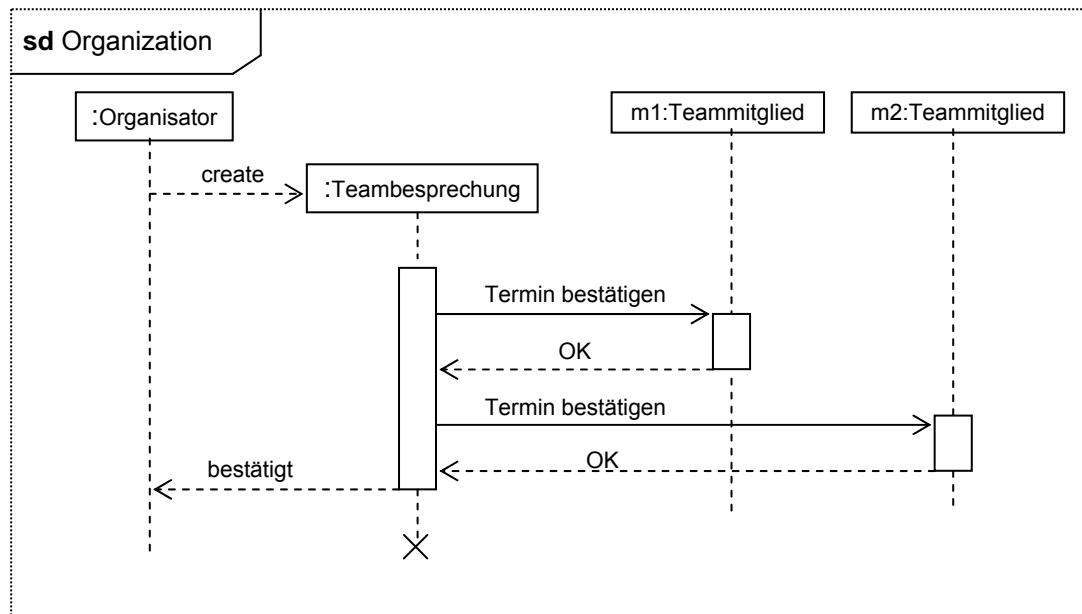 sd Organization
:Organisator
m1:Teammitglied
m2:Teammitglied
create
:Teambesprechung
Termin bestätigen
OK
Termin bestätigen
OK
bestätigt